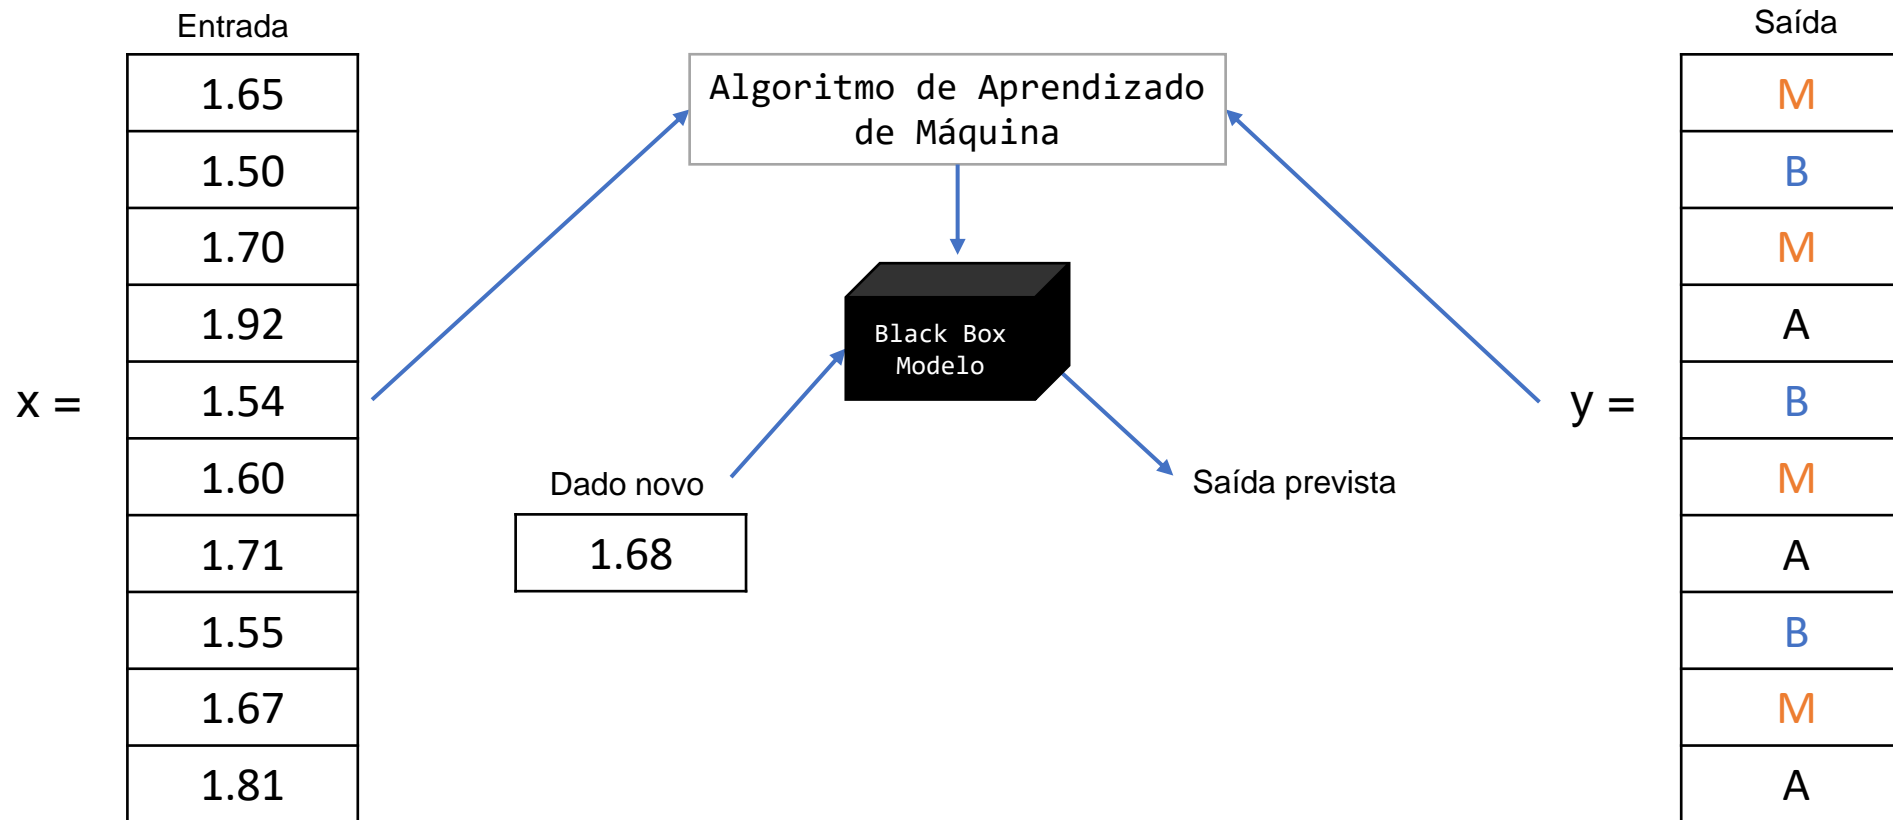 Entrada
Saída
1.65
1.50
1.70
1.92
1.54
1.60
1.71
1.55
1.67
1.81
x =
Algoritmo de Aprendizado
de Máquina
Black Box
Modelo
Dado novo
1.68
Saída prevista
y =
M
B
M
A
B
M
A
B
M
A